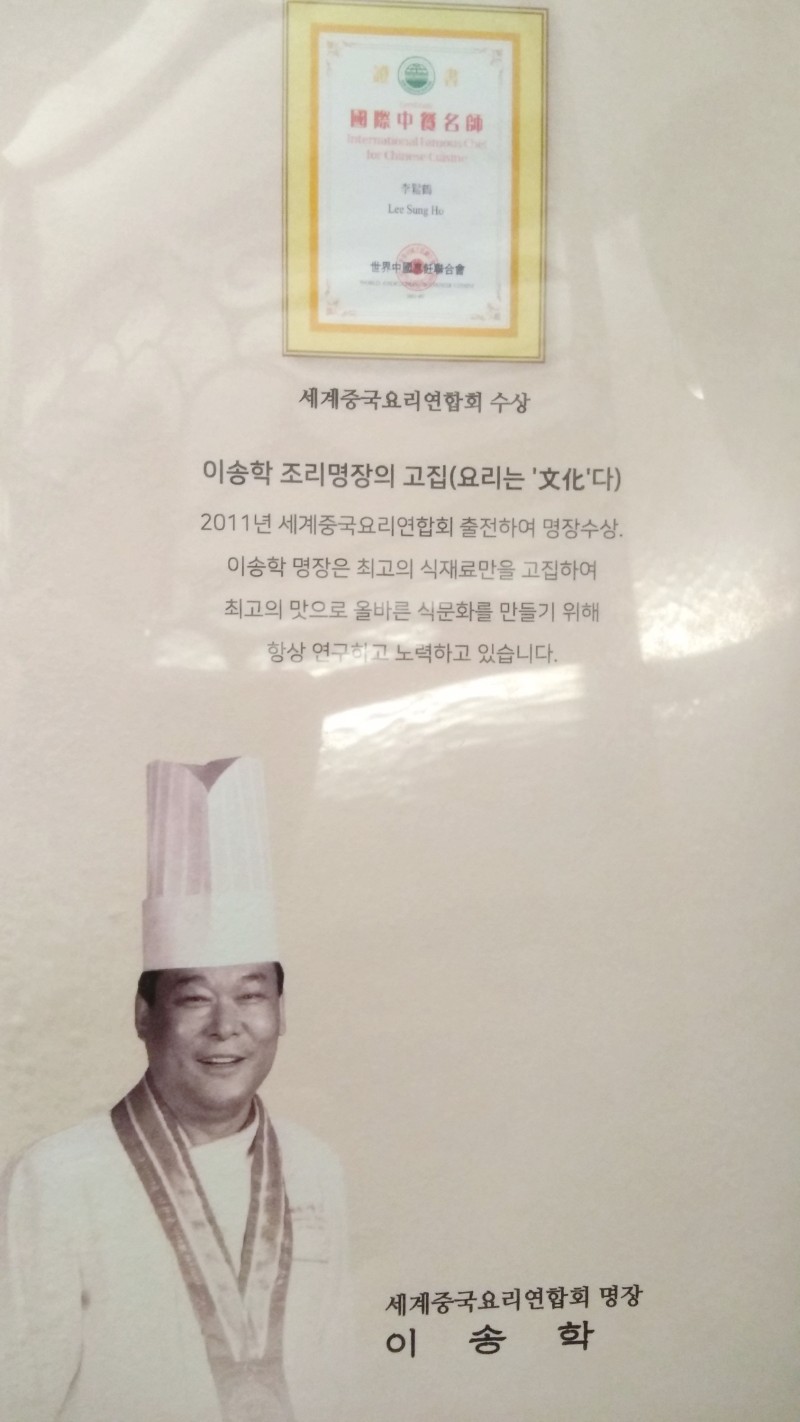 國際中餐名師
International Famous Chef
for Chinese Cuisine
李鬆鶴
Lee Sung Ho
世界中國烹飪聯合會
세계중국요리연합회 수상
이송학 조리명장의 고집(요리는 '文化'다)
2011년 세계중국요리연합회 출전하여 명장수상.
이송학 명장은 최고의 식재료만을 고집하여
최고의 맛으로 올바른 식문화를 만들기 위해
항상 연구하고 노력하고 있습니다.
세계중국요리연합회 명장
이 송 학